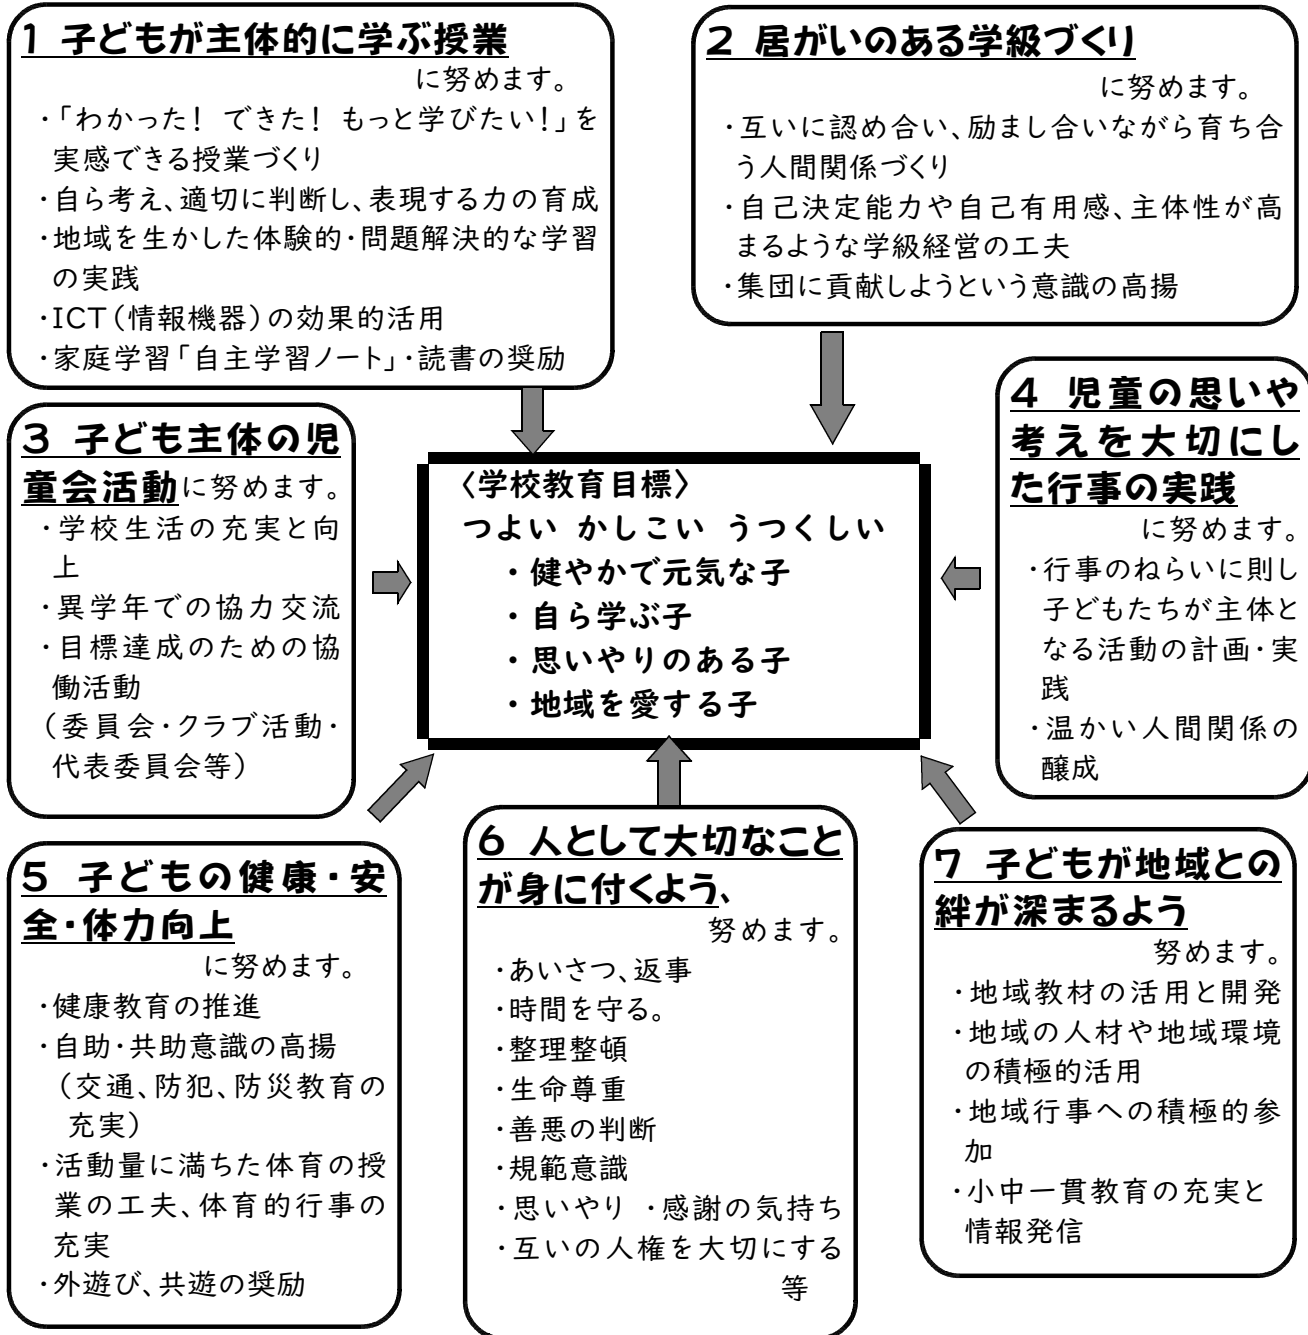 1 子どもが主体的に学ぶ授業
に努めます。
・「わかった! できた! もっと学びたい!」を
実感できる授業づくり
・自ら考え、適切に判断し、表現する力の育成
・地域を生かした体験的・問題解決的な学習
の実践
・ICT(情報機器)の効果的活用
・家庭学習「自主学習ノート」・読書の奨励
2 居がいのある学級づくり
に努めます。
・互いに認め合い、励まし合いながら育ち合
う人間関係づくり
・自己決定能力や自己有用感、主体性が高
まるような学級経営の工夫
・集団に貢献しようという意識の高揚
3 子ども主体の児
童会活動に努めます。
・学校生活の充実と向
上
・異学年での協力交流
・目標達成のための協
働活動
(委員会・クラブ活動・
代表委員会等)
〈学校教育目標〉
つよい かしこい うつくしい
・健やかで元気な子
・自ら学ぶ子
・思いやりのある子
・地域を愛する子
4 児童の思いや
考えを大切にし
た行事の実践
に努めます。
・行事のねらいに則し
子どもたちが主体と
なる活動の計画・実
践
・温かい人間関係の
醸成
5 子どもの健康・安
全・体力向上
に努めます。
・健康教育の推進
・自助・共助意識の高揚
(交通、防犯、防災教育の
充実)
・活動量に満ちた体育の授
業の工夫、体育的行事の
充実
・外遊び、共遊の奨励
6 人として大切なこと
が身に付くよう、
努めます。
・あいさつ、返事
・時間を守る。
・整理整頓
・生命尊重
・善悪の判断
・規範意識
・思いやり ・感謝の気持ち
・互いの人権を大切にする
等
7 子どもが地域との
絆が深まるよう
努めます。
・地域教材の活用と開発
・地域の人材や地域環境
の積極的活用
・地域行事への積極的参
加
・小中一貫教育の充実と
情報発信